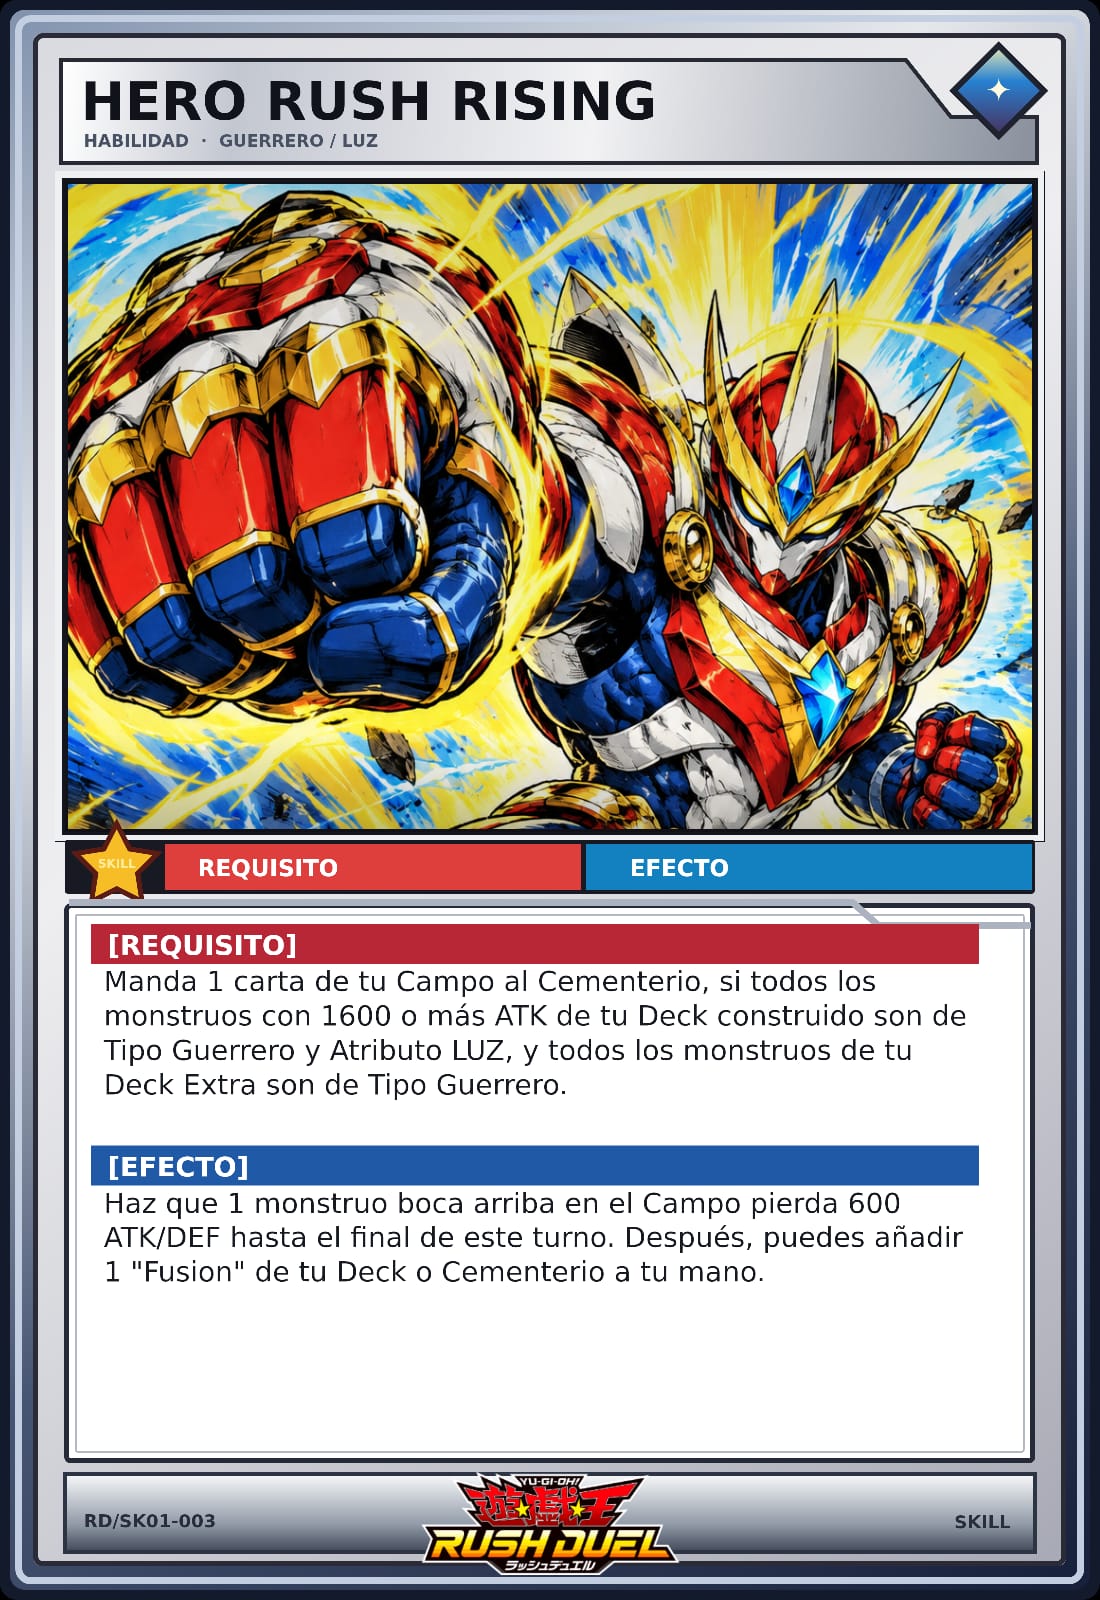 HERO RUSH RISING
HABILIDAD · GUERRERO / LUZ
SKILL
REQUISITO
EFECTO
[REQUISITO]
Manda 1 carta de tu Campo al Cementerio, si todos los
monstruos con 1600 o más ATK de tu Deck construido son de
Tipo Guerrero y Atributo LUZ, y todos los monstruos de tu
Deck Extra son de Tipo Guerrero.
[EFECTO]
Haz que 1 monstruo boca arriba en el Campo pierda 600
ATK/DEF hasta el final de este turno. Después, puedes añadir
1 "Fusion" de tu Deck o Cementerio a tu mano.
RD/SK01-003
YU-GI-OH!
遊戯王
RUSH DUEL
ラッシュデュエル
SKILL